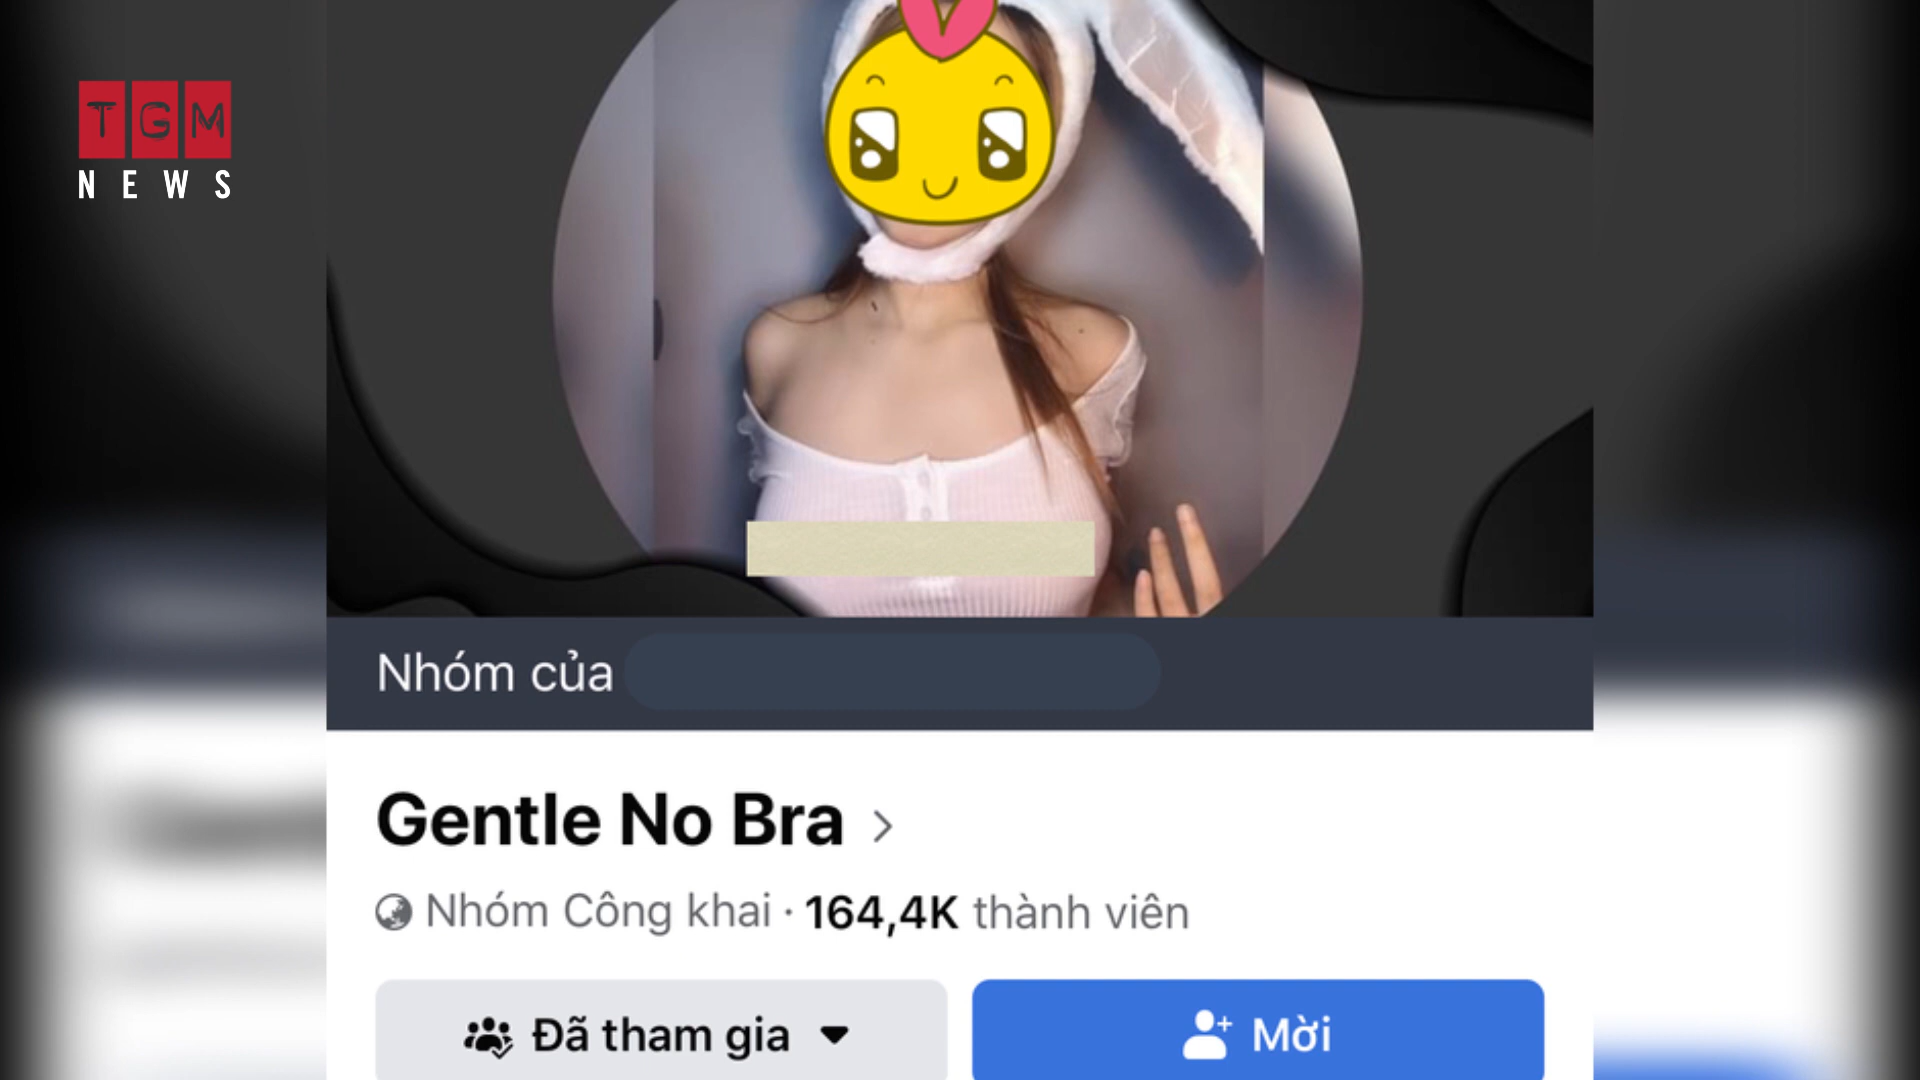 TGM
NEWS
Nhóm của
Gentle No Bra
Nhóm Công khai · 164,4K thành viên
Đã tham gia
Mời